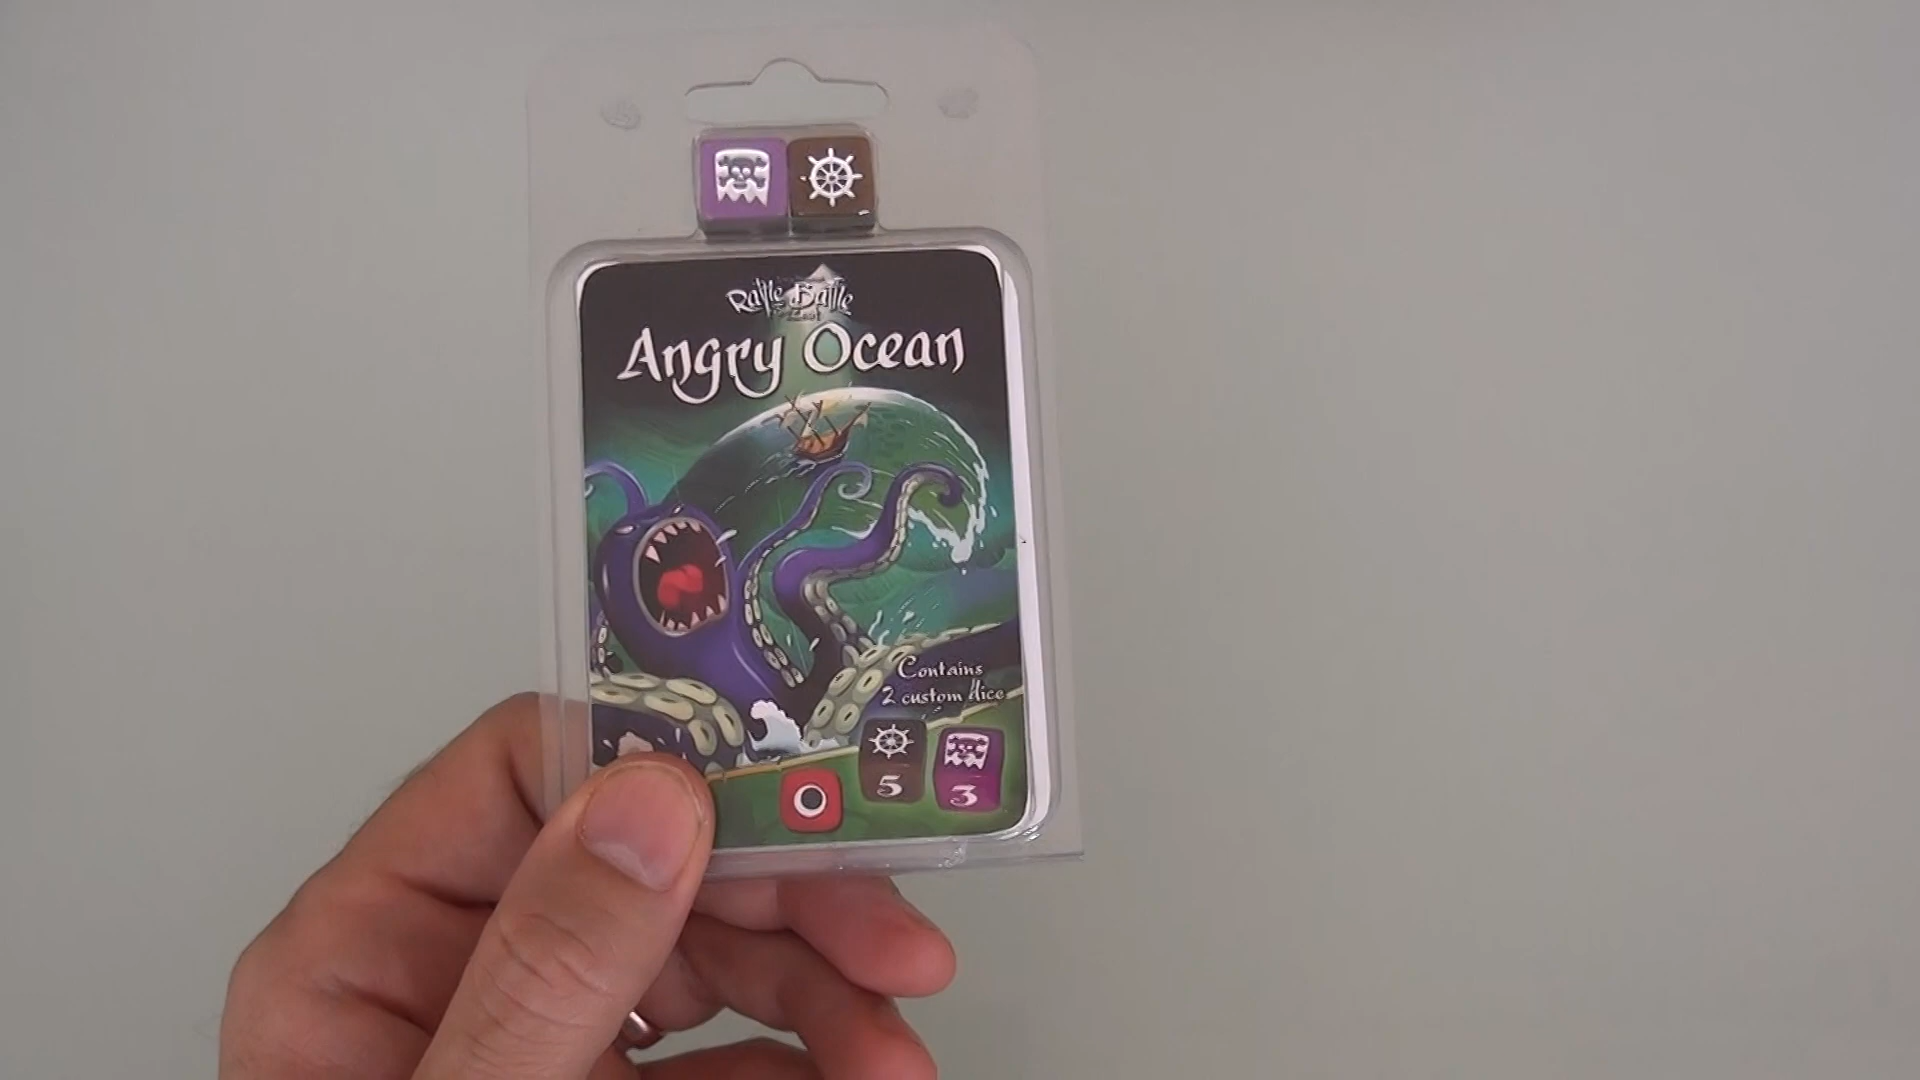 Rattle Battle
Angry Ocean
Contains
2 custom dice
5
3